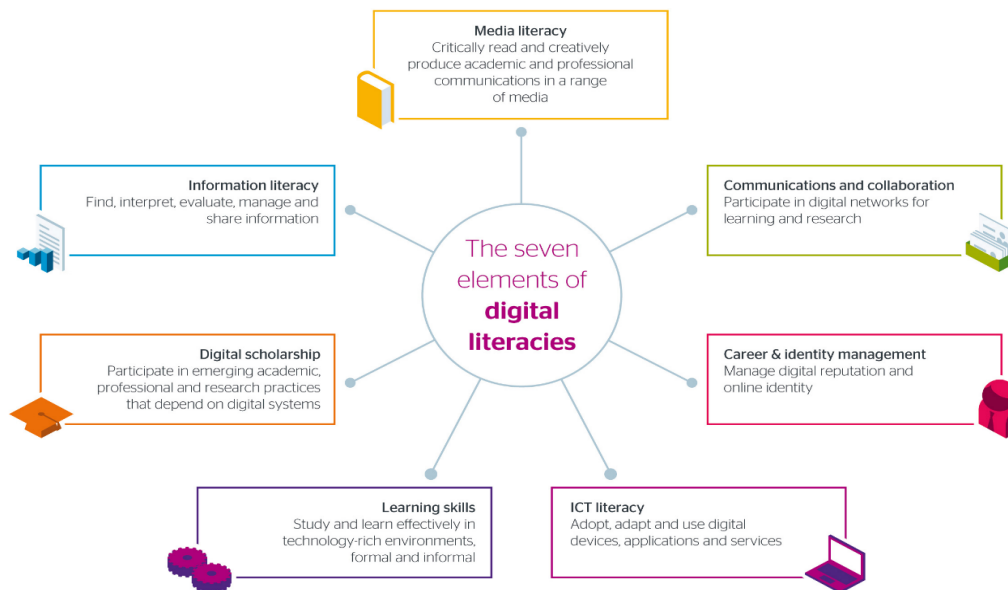 Media literacy
Critically read and creatively
produce academic and professional
communications in a range
of media
Information literacy
Find, interpret, evaluate, manage and
share information
Communications and collaboration
Participate in digital networks for
learning and research
The seven
elements of
digital
literacies
Digital scholarship
Participate in emerging academic,
professional and research practices
that depend on digital systems
Career & identity management
Manage digital reputation and
online identity
Learning skills
Study and learn effectively in
technology-rich environments,
formal and informal
ICT literacy
Adopt, adapt and use digital
devices, applications and services